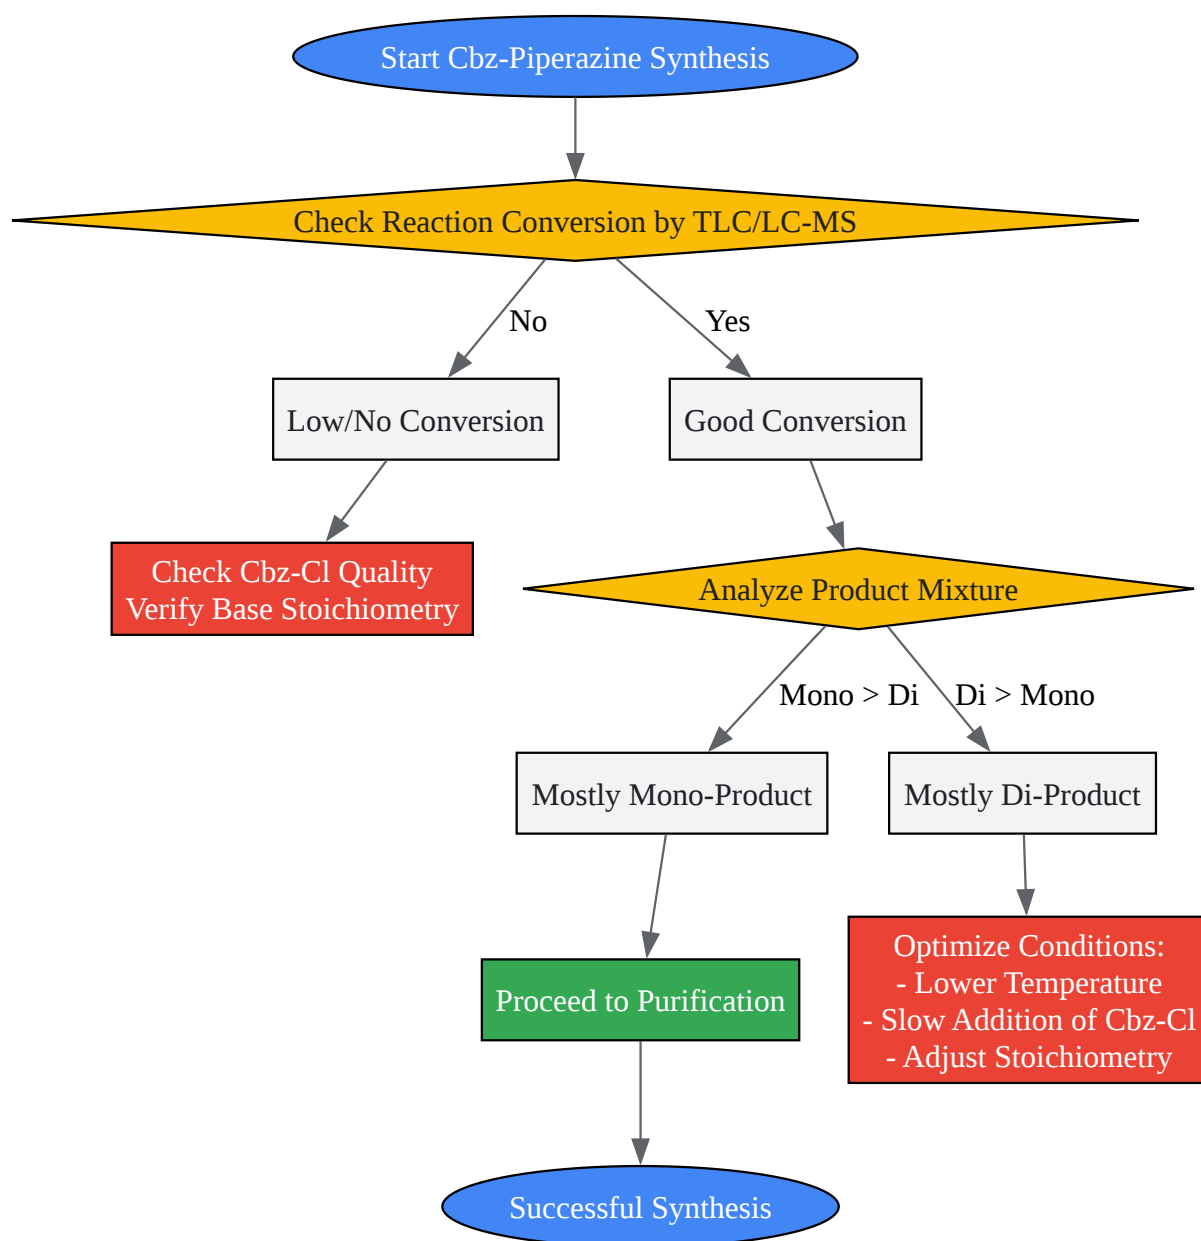 Start Cbz-Piperazine Synthesis
Check Reaction Conversion by TLC/LC-MS
No
Yes
Low/No Conversion
Good Conversion
Check Cbz-Cl Quality
Verify Base Stoichiometry
Analyze Product Mixture
Mono > Di
Di > Mono
Mostly Mono-Product
Mostly Di-Product
Proceed to Purification
Optimize Conditions:
- Lower Temperature
- Slow Addition of Cbz-Cl
- Adjust Stoichiometry
Successful Synthesis